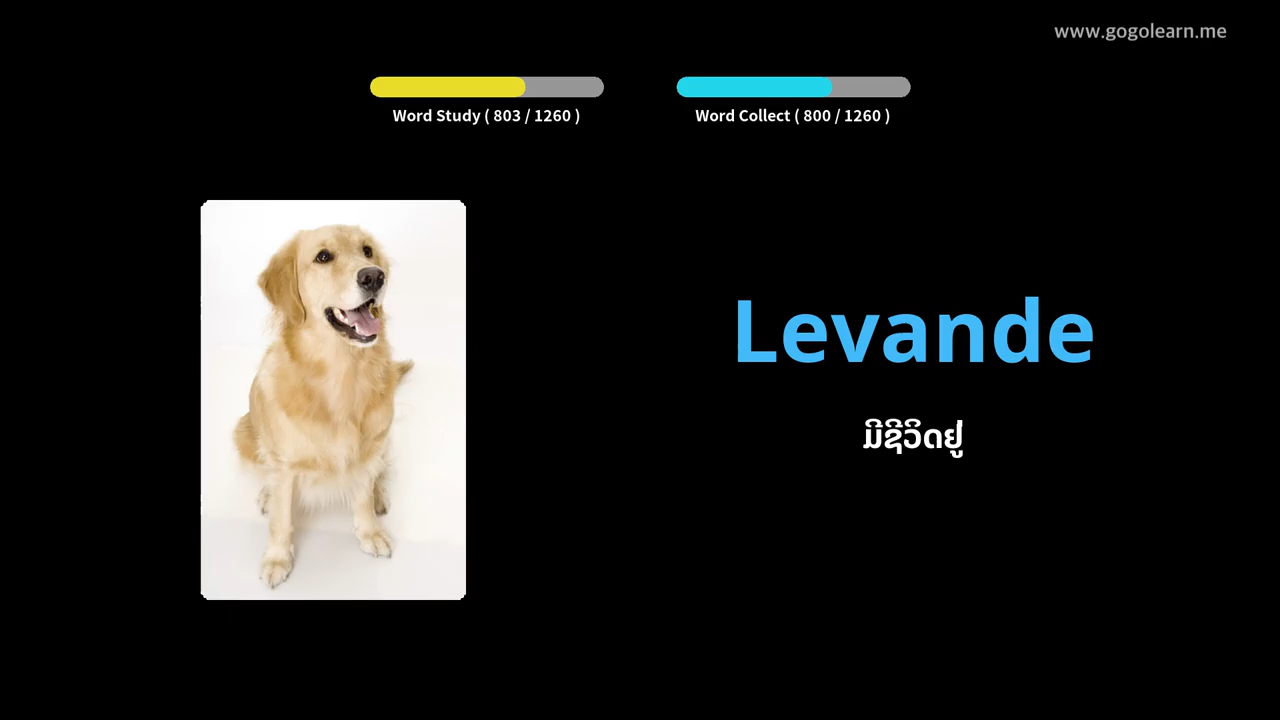 www.gogolearn.me
Word Study ( 803 / 1260 )
Word Collect ( 800 / 1260 )
Levande
ມີຊີວິດຢູ່